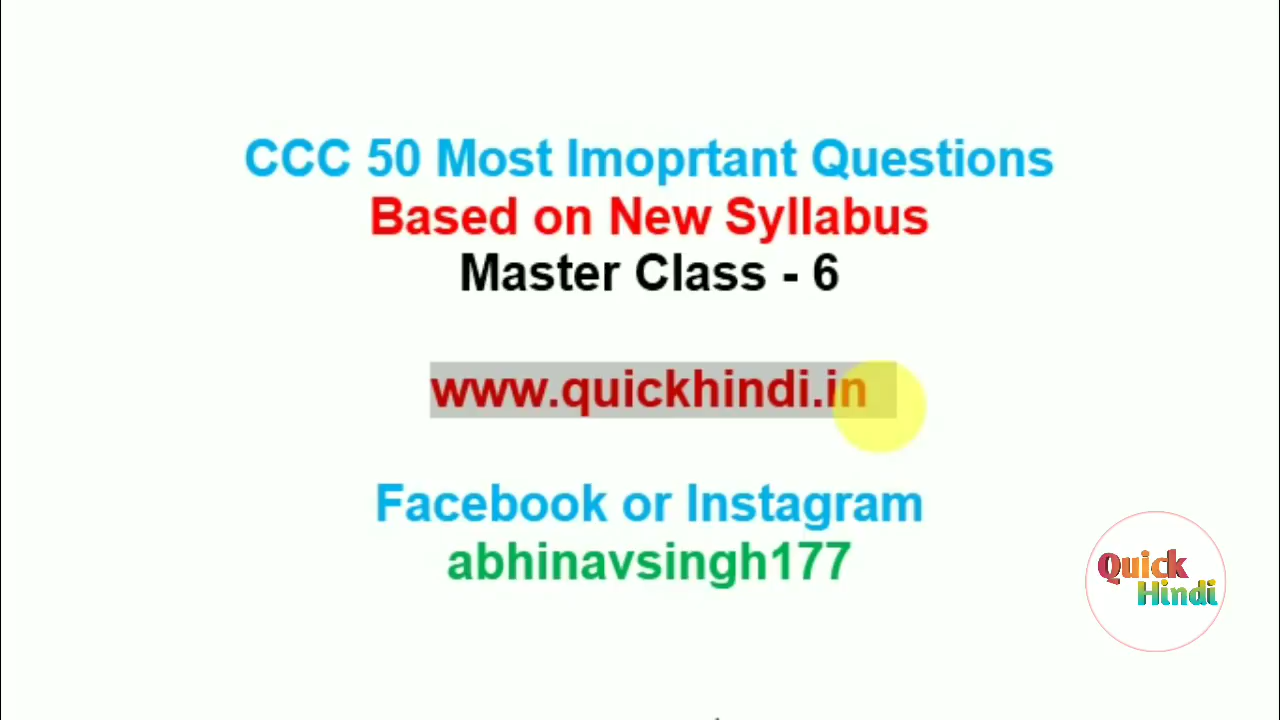 CCC 50 Most Imoprtant Questions
Based on New Syllabus
Master Class - 6
www.quickhindi.in
Facebook or Instagram
abhinavsingh177
Quick
Hindi